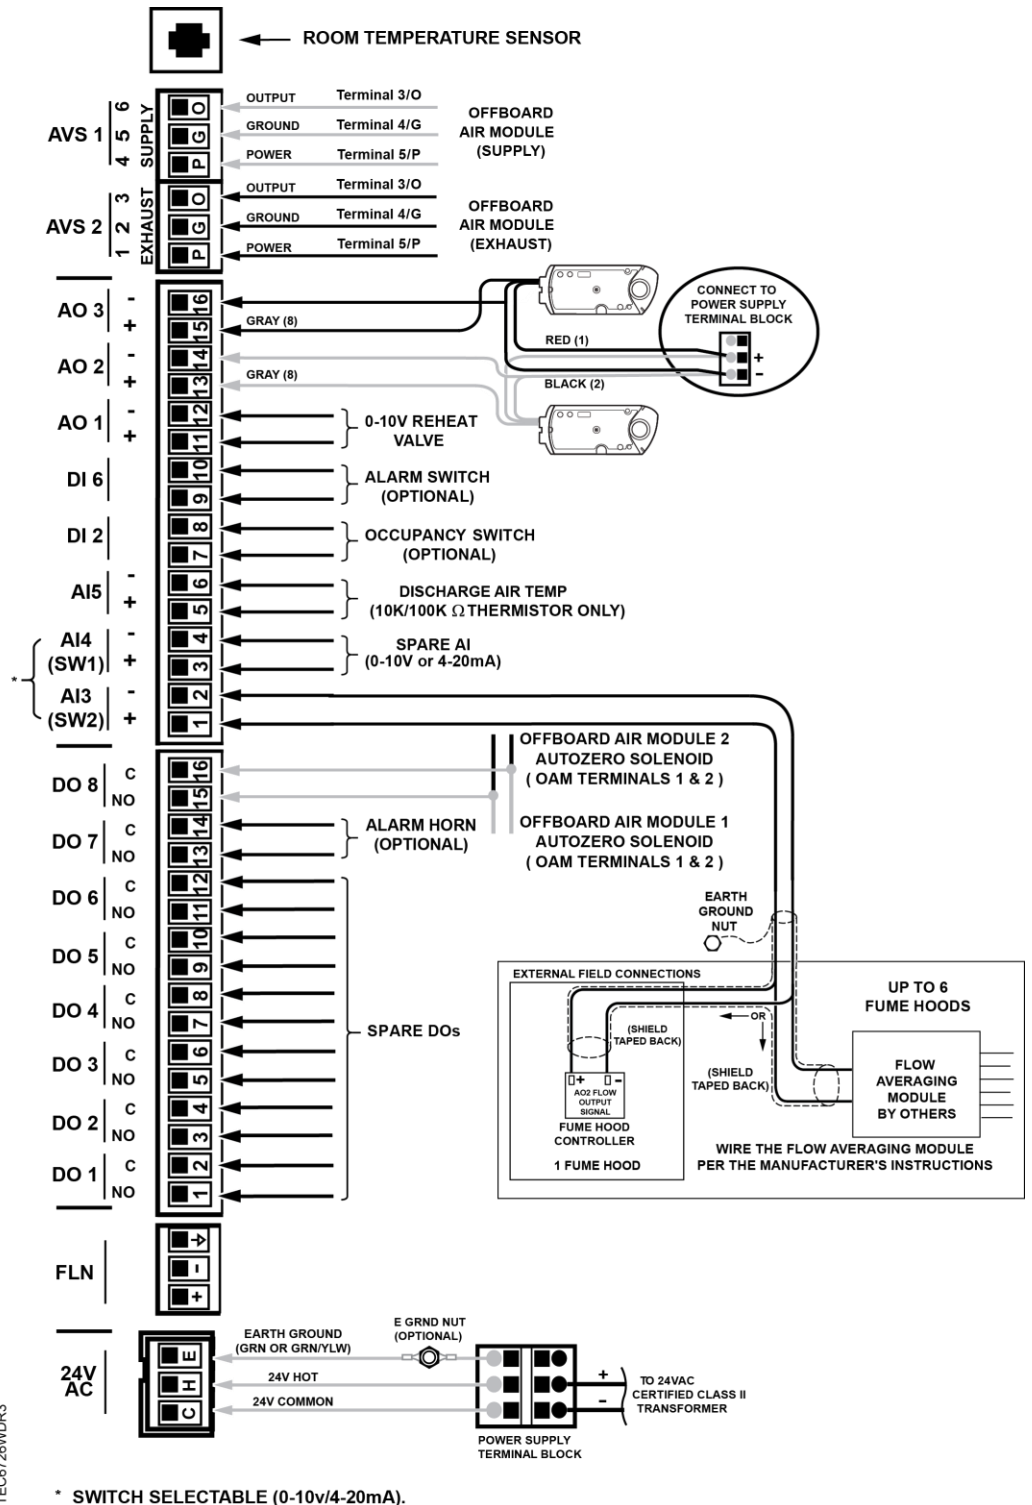 ROOM TEMPERATURE SENSOR
AVS 1
4 5 6
SUPPLY
O
G
P
OUTPUT Terminal 3/O
GROUND Terminal 4/G
POWER Terminal 5/P
OFFBOARD
AIR MODULE
(SUPPLY)
AVS 2
1 2 3
EXHAUST
O
G
P
OUTPUT Terminal 3/O
GROUND Terminal 4/G
POWER Terminal 5/P
OFFBOARD
AIR MODULE
(EXHAUST)
AO 3
-
+
16
15
GRAY (8)
AO 2
-
+
14
13
GRAY (8)
RED (1)
BLACK (2)
CONNECT TO
POWER SUPPLY
TERMINAL BLOCK
+
-
AO 1
-
+
12
11
0-10V REHEAT
VALVE
DI 6
10
9
ALARM SWITCH
(OPTIONAL)
DI 2
8
7
OCCUPANCY SWITCH
(OPTIONAL)
AI5
-
+
6
5
DISCHARGE AIR TEMP
(10K/100K Ω THERMISTOR ONLY)
*
AI4
(SW1)
-
+
4
3
SPARE AI
(0-10V or 4-20mA)
AI3
(SW2)
-
+
2
1
DO 8
C
NO
16
15
OFFBOARD AIR MODULE 2
AUTOZERO SOLENOID
( OAM TERMINALS 1 & 2 )
OFFBOARD AIR MODULE 1
AUTOZERO SOLENOID
( OAM TERMINALS 1 & 2 )
DO 7
C
NO
14
13
ALARM HORN
(OPTIONAL)
DO 6
C
NO
12
11
DO 5
C
NO
10
9
DO 4
C
NO
8
7
DO 3
C
NO
6
5
DO 2
C
NO
4
3
DO 1
C
NO
2
1
SPARE DOs
EARTH
GROUND
NUT
EXTERNAL FIELD CONNECTIONS
UP TO 6
FUME HOODS
OR
(SHIELD
TAPED BACK)
(SHIELD
TAPED BACK)
+ -
AO2 FLOW
OUTPUT
SIGNAL
FUME HOOD
CONTROLLER
1 FUME HOOD
FLOW
AVERAGING
MODULE
BY OTHERS
WIRE THE FLOW AVERAGING MODULE
PER THE MANUFACTURER'S INSTRUCTIONS
FLN
-
+
24V
AC
E
H
C
EARTH GROUND
(GRN OR GRN/YLW)
24V HOT
24V COMMON
E GRND NUT
(OPTIONAL)
POWER SUPPLY
TERMINAL BLOCK
+
-
TO 24VAC
CERTIFIED CLASS II
TRANSFORMER
* SWITCH SELECTABLE (0-10v/4-20mA).